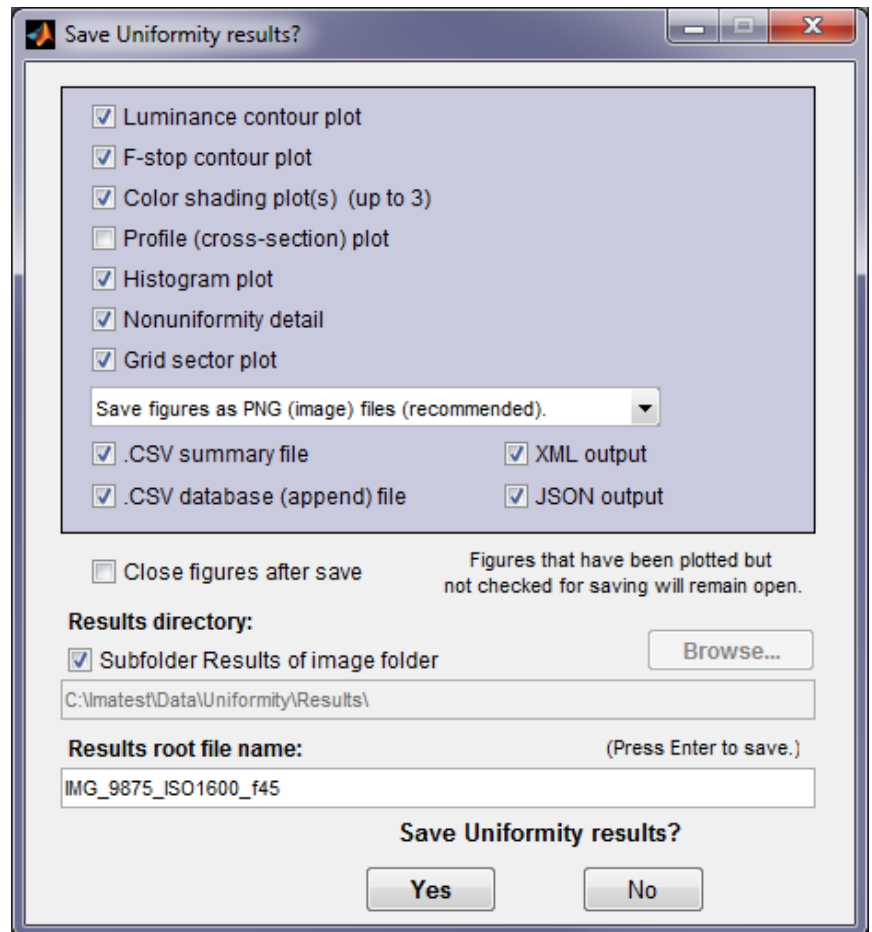 Save Uniformity results?
Luminance contour plot
F-stop contour plot
Color shading plot(s) (up to 3)
Profile (cross-section) plot
Histogram plot
Nonuniformity detail
Grid sector plot
Save figures as PNG (image) files (recommended).
.CSV summary file XML output
.CSV database (append) file JSON output
Close figures after save
Figures that have been plotted but
not checked for saving will remain open.
Results directory:
Subfolder Results of image folder Browse...
C:\Imatest\Data\Uniformity\Results\
Results root file name: (Press Enter to save.)
IMG_9875_ISO1600_f45
Save Uniformity results?
Yes No